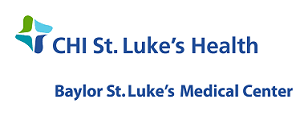 CHI St. Luke's Health
Baylor St. Luke's Medical Center